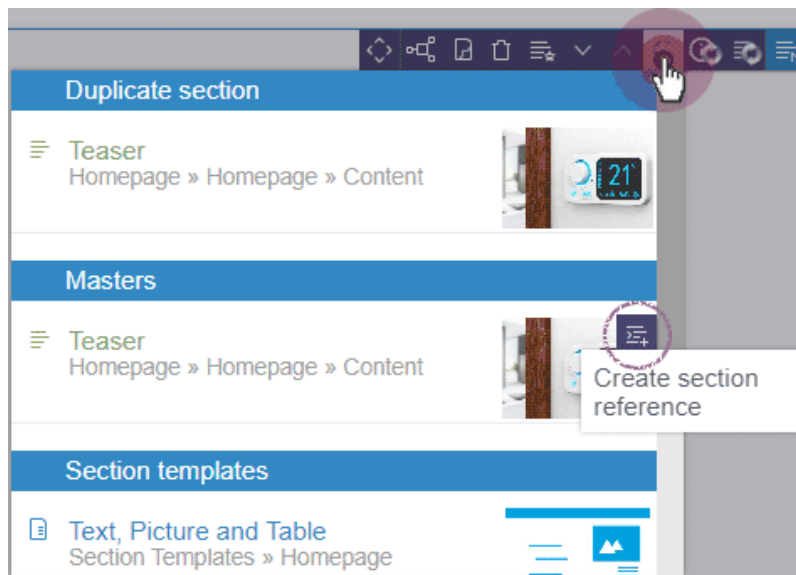 Duplicate section
Teaser
Homepage » Homepage » Content
21°
Masters
Teaser
Homepage » Homepage » Content
Create section
reference
Section templates
Text, Picture and Table
Section Templates » Homepage